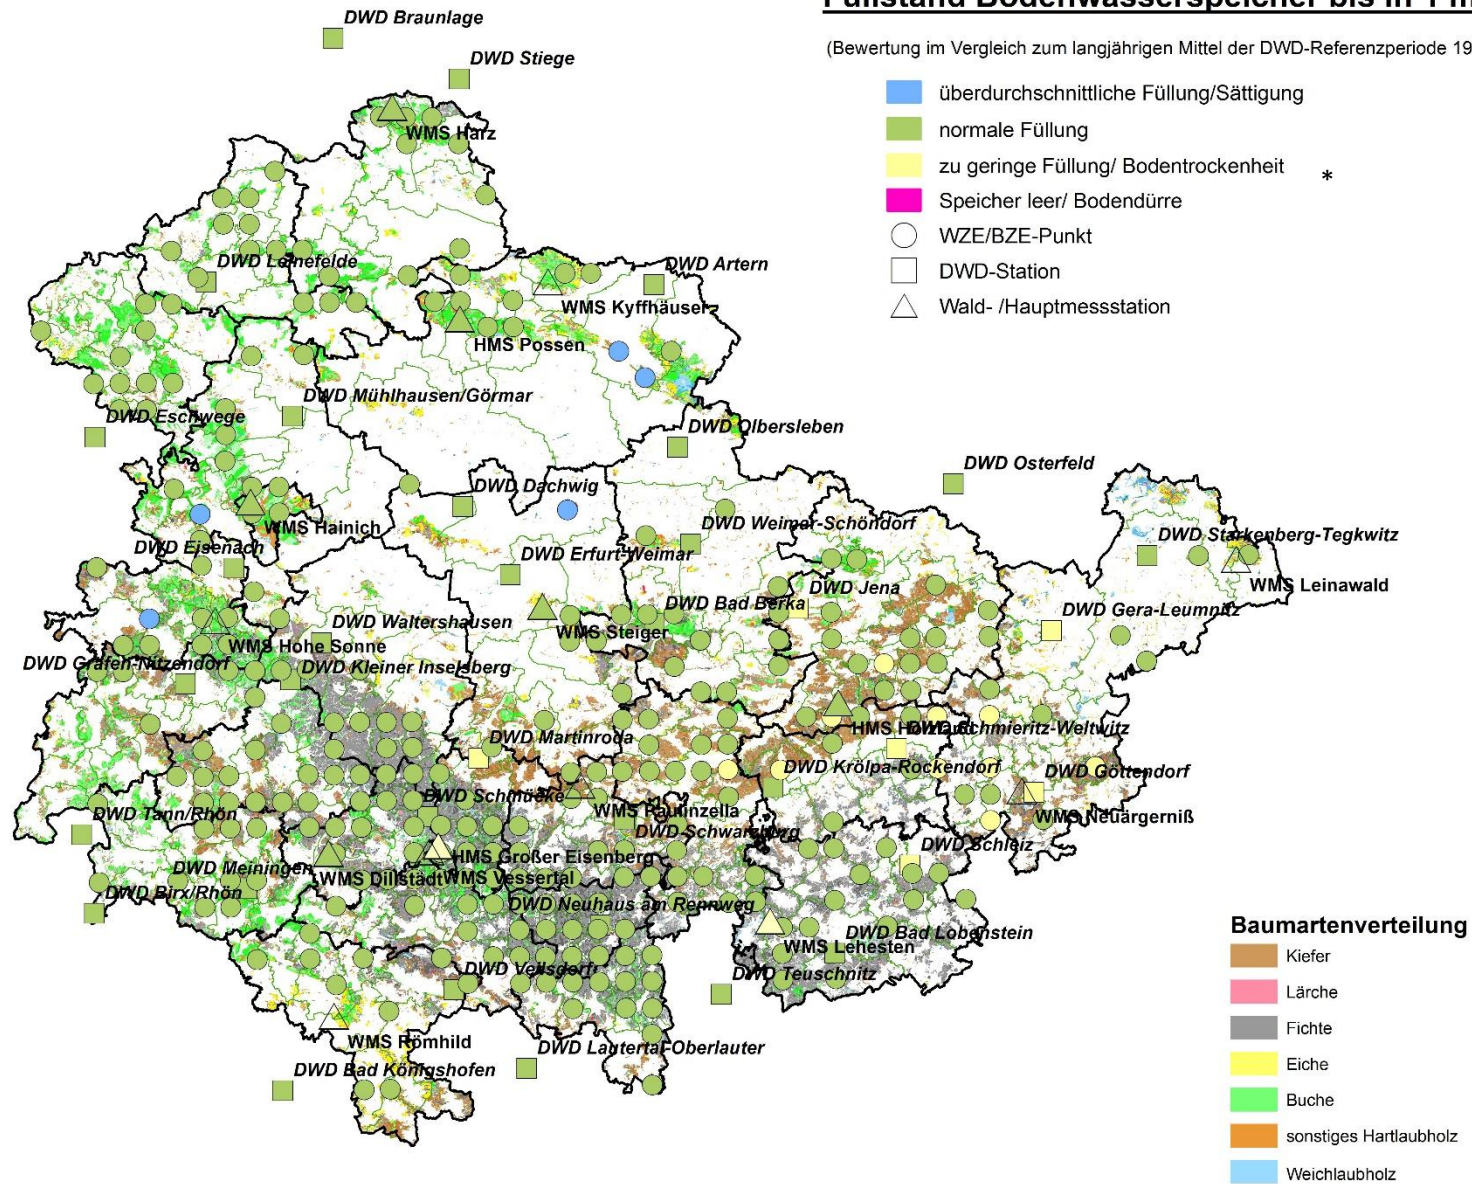 Füllstand Bodenwasserspeicher bis in 1 m
(Bewertung im Vergleich zum langjährigen Mittel der DWD-Referenzperiode 19
überdurchschnittliche Füllung/Sättigung
normale Füllung
zu geringe Füllung/ Bodentrockenheit
*
Speicher leer/ Bodendürre
WZE/BZE-Punkt
DWD-Station
Wald- /Hauptmessstation
DWD Braunlage
DWD Stiege
WMS Harz
DWD Leinefelde
DWD Artern
WMS Kyffhäuser
HMS Possen
DWD Mühlhausen/Görmar
DWD Eschwege
DWD Olbersleben
DWD Osterfeld
DWD Dachwig
WMS Hainich
DWD Weimar-Schöndorf
DWD Starkenberg-Tegkwitz
DWD Eisenach
DWD Erfurt-Weimar
WMS Leinawald
DWD Jena
DWD Bad Berka
DWD Gera-Leumnitz
DWD Waltershausen
WMS Steiger
WMS Hohe Sonne
DWD Gräfen-Nitzendorf
DWD Kleiner Inselsberg
HMS Holzland
DWD Schmieritz-Weltwitz
DWD Martinroda
DWD Krölpa-Rockendorf
DWD Göttendorf
DWD Schmücke
WMS Paulinzella
DWD Tann/Rhön
WMS Neuärgerniß
DWD-Schwarzburg
DWD Schleiz
HMS Großer Eisenberg
DWD Meiningen
WMS Dillstädt
WMS Vessertal
DWD Birx/Rhön
DWD Neuhaus am Rennweg
DWD Bad Lobenstein
WMS Lehesten
DWD Veilsdorf
DWD Teuschnitz
WMS Römhild
DWD Lautertal-Oberlauter
DWD Bad Königshofen
Baumartenverteilung
Kiefer
Lärche
Fichte
Eiche
Buche
sonstiges Hartlaubholz
Weichlaubholz